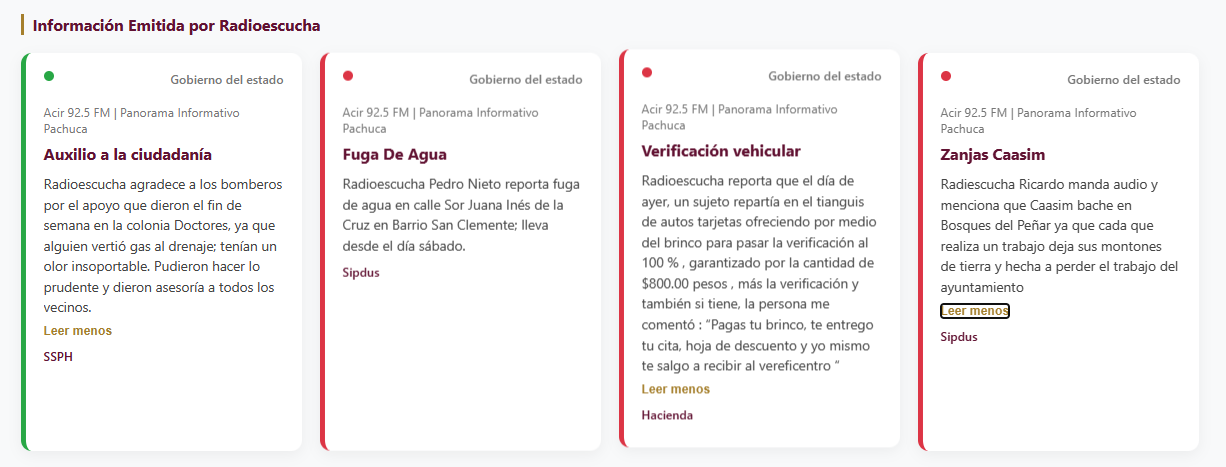 Información Emitida por Radioescucha
Gobierno del estado
Acir 92.5 FM | Panorama Informativo
Pachuca
Auxilio a la ciudadanía
Radioescucha agradece a los bomberos
por el apoyo que dieron el fin de
semana en la colonia Doctores, ya que
alguien vertió gas al drenaje; tenían un
olor insoportable. Pudieron hacer lo
prudente y dieron asesoría a todos los
vecinos.
Leer menos
SSPH
Gobierno del estado
Acir 92.5 FM | Panorama Informativo
Pachuca
Fuga De Agua
Radioescucha Pedro Nieto reporta fuga
de agua en calle Sor Juana Inés de la
Cruz en Barrio San Clemente; lleva
desde el día sábado.
Sipdus
Gobierno del estado
Acir 92.5 FM | Panorama Informativo
Pachuca
Verificación vehicular
Radioescucha reporta que el día de
ayer, un sujeto repartía en el tianguis
de autos tarjetas ofreciendo por medio
del brinco para pasar la verificación al
100 % , garantizado por la cantidad de
$800.00 pesos , más la verificación y
también si tiene, la persona me
comentó : “Pagas tu brinco, te entrego
tu cita, hoja de descuento y yo mismo
te salgo a recibir al vereficentro “
Leer menos
Hacienda
Gobierno del estado
Acir 92.5 FM | Panorama Informativo
Pachuca
Zanjas Caasim
Radiescucha Ricardo manda audio y
menciona que Caasim bache en
Bosques del Peñar ya que cada que
realiza un trabajo deja sus montones
de tierra y hecha a perder el trabajo del
ayuntamiento
Leer menos
Sipdus